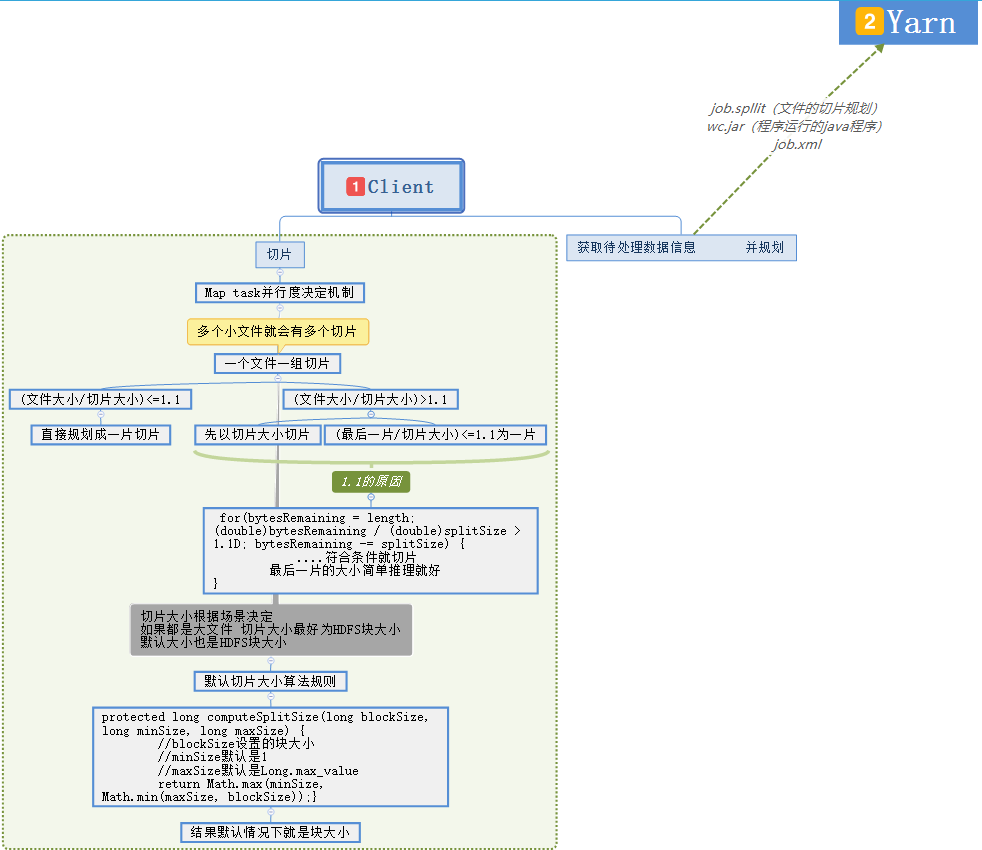 2 Yarn
job.spllit（文件的切片规划）
wc.jar（程序运行的java程序）
job.xml
1 Client
切片
获取待处理数据信息 并规划
Map task并行度决定机制
多个小文件就会有多个切片
一个文件一组切片
(文件大小/切片大小)<=1.1
(文件大小/切片大小)>1.1
直接规划成一片切片
先以切片大小切片
(最后一片/切片大小)<=1.1为一片
1.1的原因
for(bytesRemaining = length;
(double)bytesRemaining / (double)splitSize >
1.1D; bytesRemaining -= splitSize) {
....符合条件就切片
最后一片的大小简单推理就好
}
切片大小根据场景决定
如果都是大文件 切片大小最好为HDFS块大小
默认大小也是HDFS块大小
默认切片大小算法规则
protected long computeSplitSize(long blockSize,
long minSize, long maxSize) {
//blockSize设置的块大小
//minSize默认是1
//maxSize默认是Long.max_value
return Math.max(minSize,
Math.min(maxSize, blockSize));}
结果默认情况下就是块大小